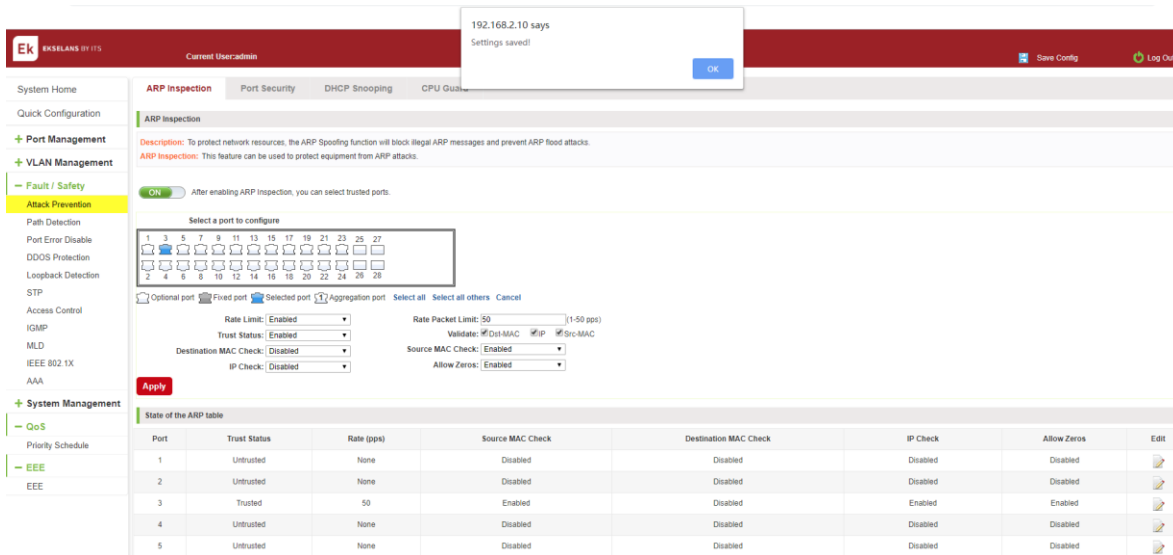 192.168.2.10 says
Settings saved!
OK
Ek EKSELANS BY ITS
Current User:admin
Save Config
Log Ou
System Home
Quick Configuration
+ Port Management
+ VLAN Management
− Fault / Safety
Attack Prevention
Path Detection
Port Error Disable
DDOS Protection
Loopback Detection
STP
Access Control
IGMP
MLD
IEEE 802.1X
AAA
+ System Management
− QoS
Priority Schedule
− EEE
EEE
ARP Inspection Port Security DHCP Snooping CPU Guard
ARP Inspection
Description: To protect network resources, the ARP Spoofing function will block illegal ARP messages and prevent ARP flood attacks.
ARP Inspection: This feature can be used to protect equipment from ARP attacks.
ON After enabling ARP Inspection, you can select trusted ports.
Select a port to configure
1 3 5 7 9 11 13 15 17 19 21 23 25 27
2 4 6 8 10 12 14 16 18 20 22 24 26 28
Optional port Fixed port Selected port 1 Aggregation port Select all Select all others Cancel
Rate Limit: Enabled Rate Packet Limit: 50 (1-50 pps)
Trust Status: Enabled Validate: Dst-MAC IP Src-MAC
Destination MAC Check: Disabled Source MAC Check: Enabled
IP Check: Disabled Allow Zeros: Enabled
Apply
State of the ARP table
Port Trust Status Rate (pps) Source MAC Check Destination MAC Check IP Check Allow Zeros Edit
1 Untrusted None Disabled Disabled Disabled Disabled
2 Untrusted None Disabled Disabled Disabled Disabled
3 Trusted 50 Enabled Disabled Enabled Enabled
4 Untrusted None Disabled Disabled Disabled Disabled
5 Untrusted None Disabled Disabled Disabled Disabled